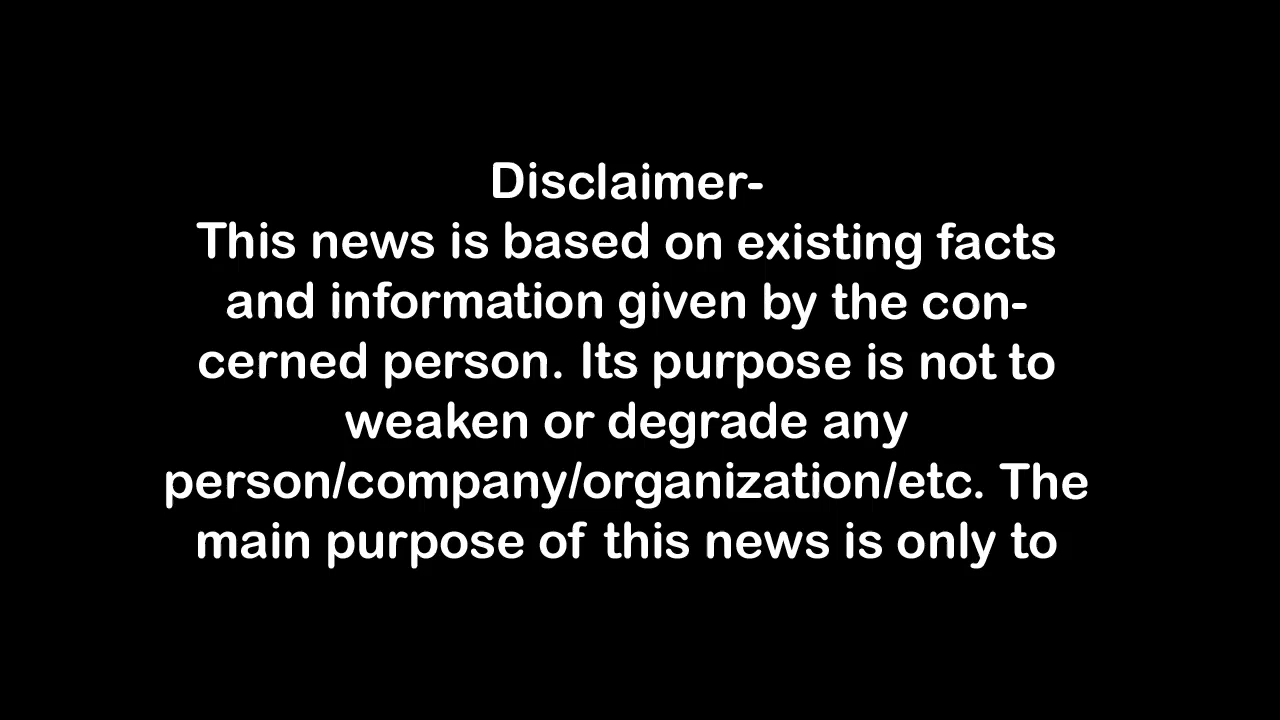 Disclaimer-
This news is based on existing facts
and information given by the con-
cerned person. Its purpose is not to
weaken or degrade any
person/company/organization/etc. The
main purpose of this news is only to